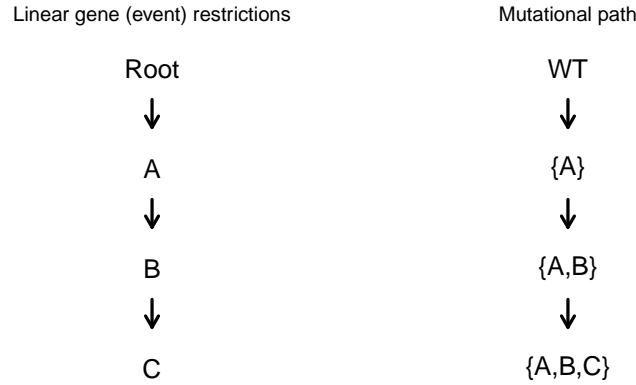 Linear gene (event) restrictions
Mutational path
Root
WT
A
{A}
B
{A,B}
C
{A,B,C}